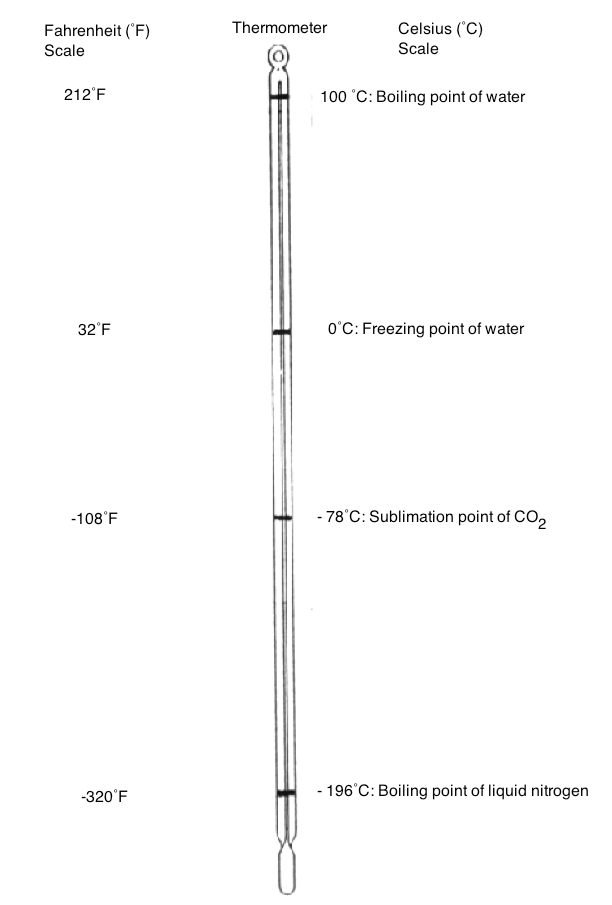 Fahrenheit (°F)
Scale
Thermometer
Celsius (°C)
Scale
212°F
100 °C: Boiling point of water
32°F
0°C: Freezing point of water
-108°F
- 78°C: Sublimation point of CO2
-320°F
- 196°C: Boiling point of liquid nitrogen